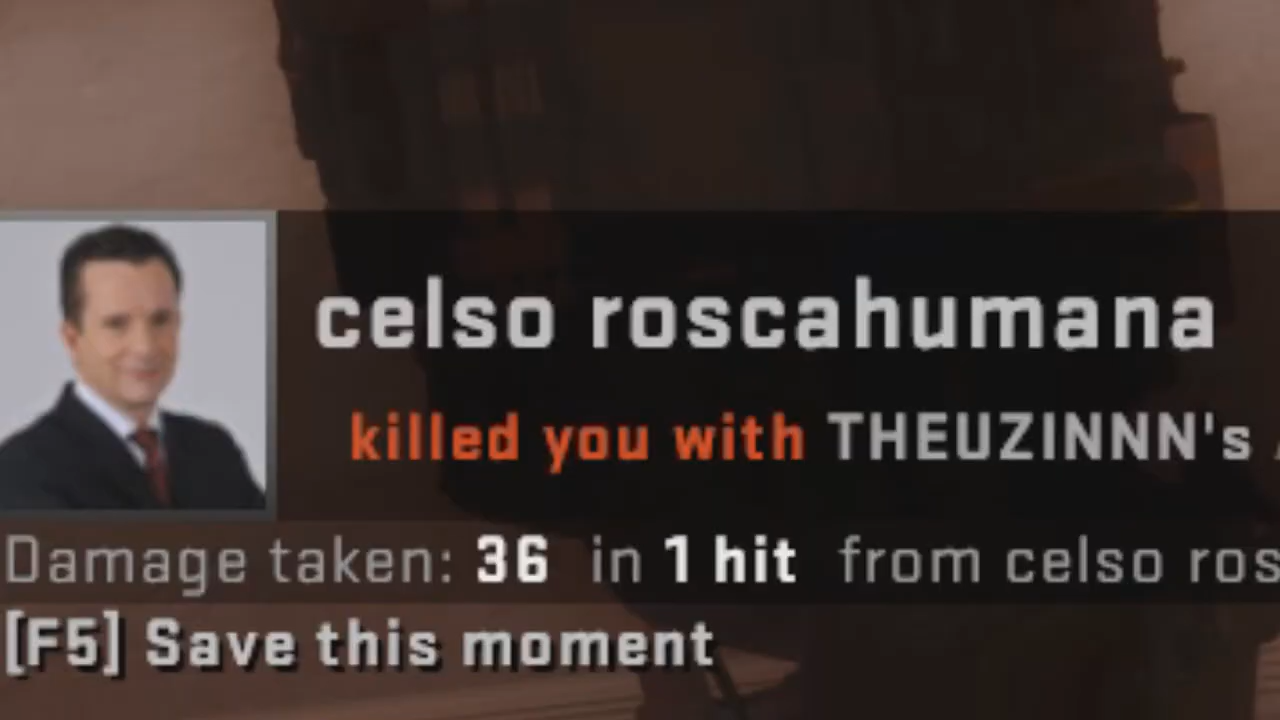 celso roscahumana
killed you with THEUZINNN's
Damage taken: 36 in 1 hit from celso ros
[F5] Save this moment